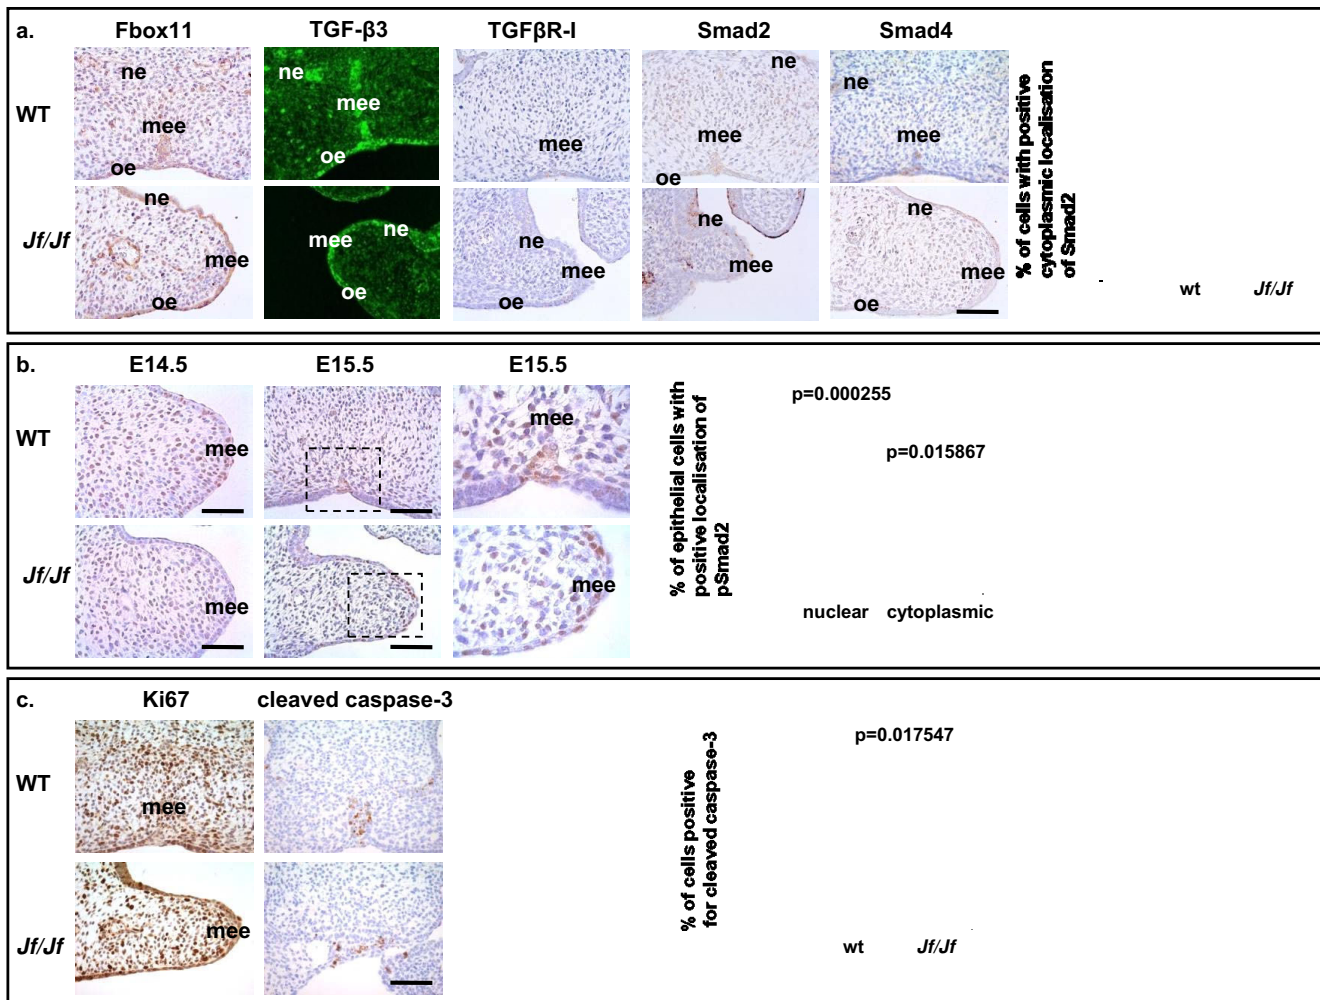 a.
Fbox11
TGF-β3
TGFβR-I
Smad2
Smad4
WT
ne
mee
oe
ne
mee
oe
mee
ne
mee
oe
ne
mee
Jf/Jf
ne
mee
oe
mee
ne
oe
ne
mee
oe
ne
mee
ne
mee
oe
% of cells with positive
cytoplasmic localisation
of Smad2
wt
Jf/Jf
b.
E14.5
E15.5
E15.5
WT
mee
mee
Jf/Jf
mee
mee
% of epithelial cells with
positive localisation of
pSmad2
p=0.000255
p=0.015867
nuclear
cytoplasmic
c.
Ki67
cleaved caspase-3
WT
mee
Jf/Jf
mee
% of cells positive
for cleaved caspase-3
p=0.017547
wt
Jf/Jf